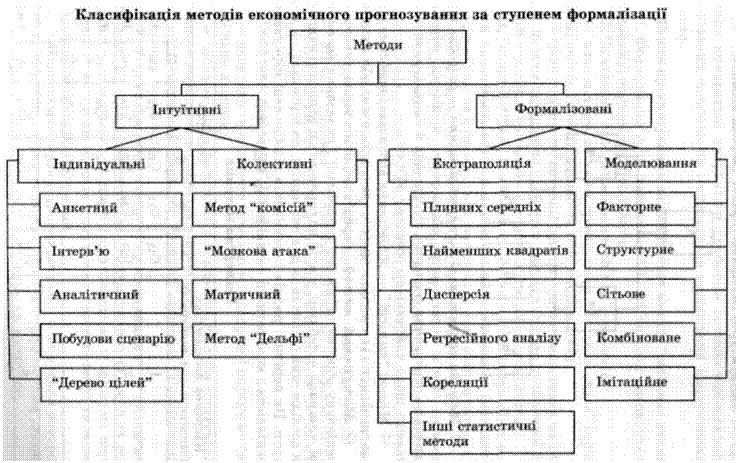 Класифікація методів економічного прогнозування за ступенем формалізації
Методи
Інтуїтивні
Формалізовані
Індивідуальні
Колективні
Екстраполяція
Моделювання
Анкетний
Метод “комісій”
Плинних середніх
Факторне
Інтерв’ю
“Мозкова атака”
Найменших квадратів
Структурне
Аналітичний
Матричний
Дисперсія
Сітьове
Побудови сценарію
Метод “Дельфі”
Регресійного аналізу
Комбіноване
“Дерево цілей”
Кореляції
Імітаційне
Інші статистичні
методи